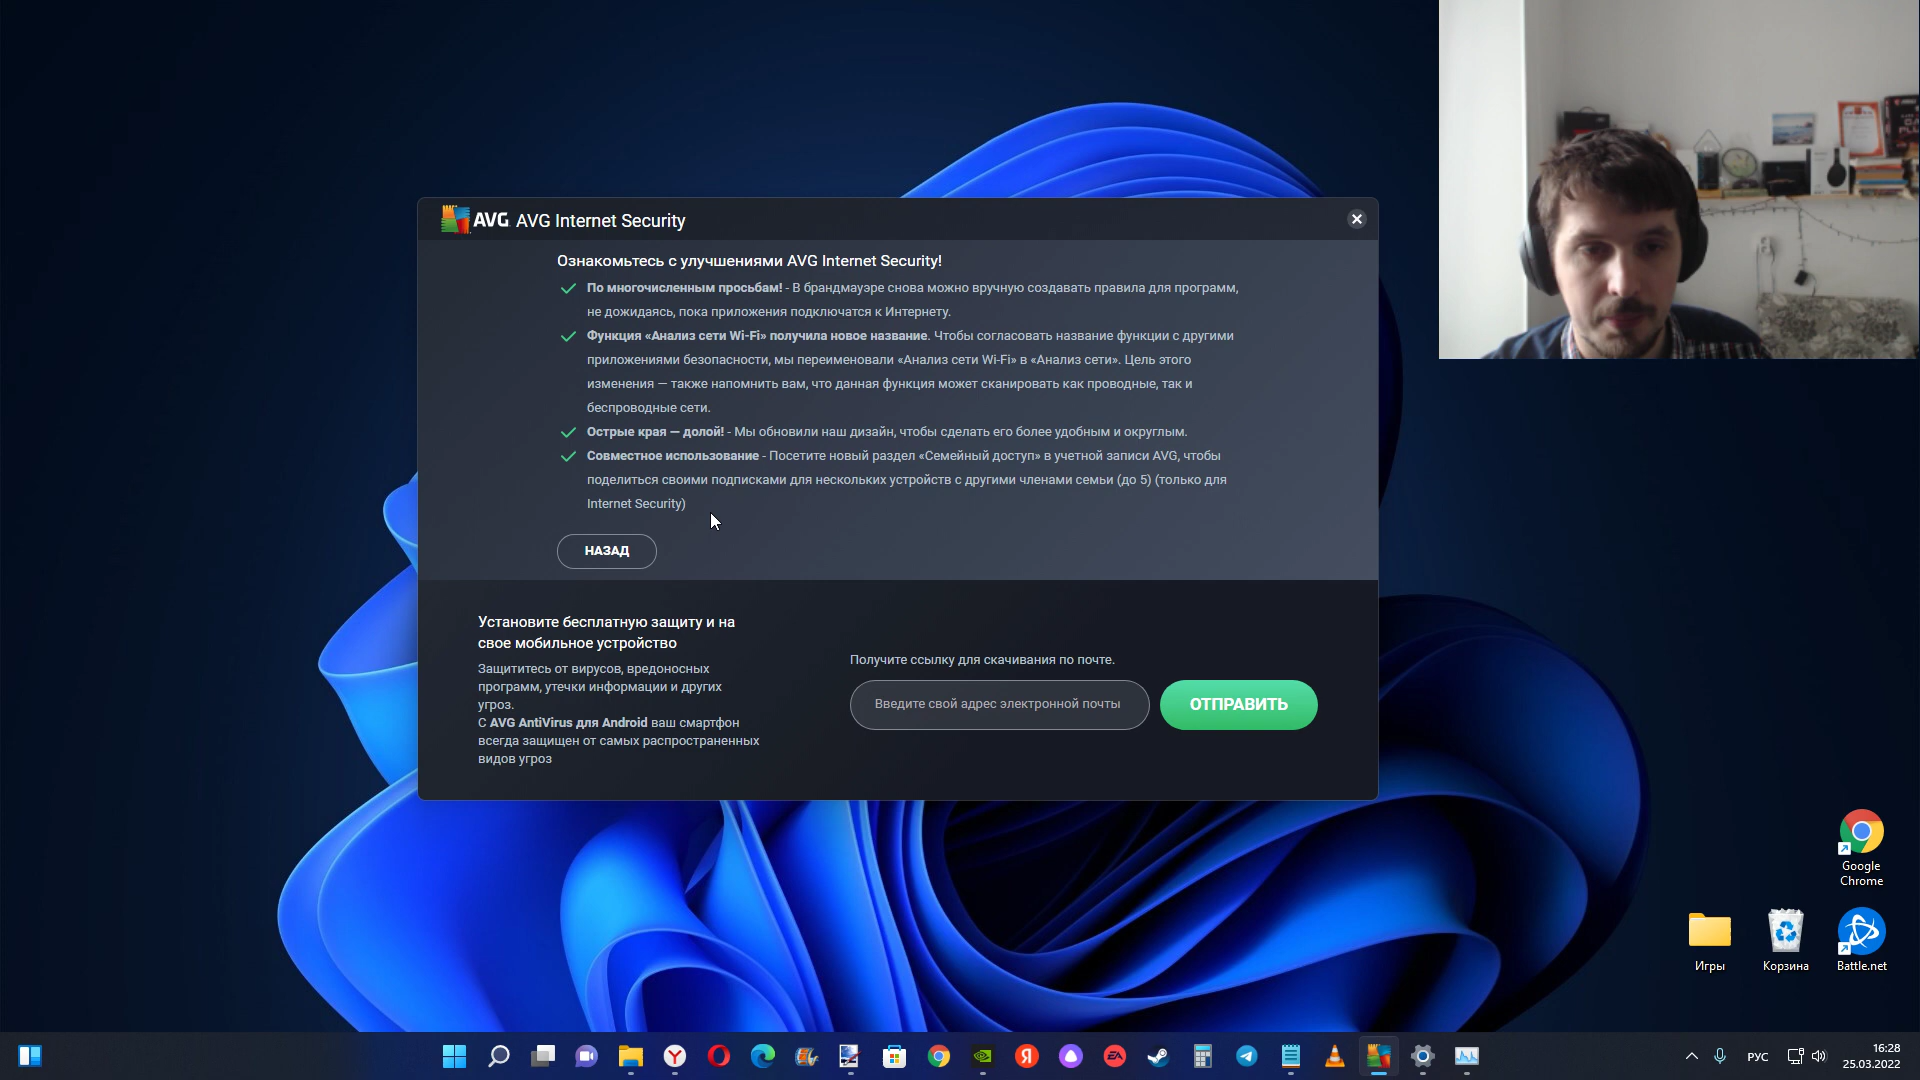 AVG AVG Internet Security
Ознакомьтесь с улучшениями AVG Internet Security!
По многочисленным просьбам! - В брандмауэре снова можно вручную создавать правила для программ,
не дожидаясь, пока приложения подключатся к Интернету.
Функция «Анализ сети Wi-Fi» получила новое название. Чтобы согласовать название функции с другими
приложениями безопасности, мы переименовали «Анализ сети Wi-Fi» в «Анализ сети». Цель этого
изменения — также напомнить вам, что данная функция может сканировать как проводные, так и
беспроводные сети.
Острые края — долой! - Мы обновили наш дизайн, чтобы сделать его более удобным и округлым.
Совместное использование - Посетите новый раздел «Семейный доступ» в учетной записи AVG, чтобы
поделиться своими подписками для нескольких устройств с другими членами семьи (до 5) (только для
Internet Security)
НАЗАД
Установите бесплатную защиту и на
свое мобильное устройство
Защититесь от вирусов, вредоносных
программ, утечки информации и других
угроз.
С AVG AntiVirus для Android ваш смартфон
всегда защищен от самых распространенных
видов угроз
Получите ссылку для скачивания по почте.
Введите свой адрес электронной почты
ОТПРАВИТЬ
Google
Chrome
Игры
Корзина
Battle.net
EA
РУС
16:28
25.03.2022